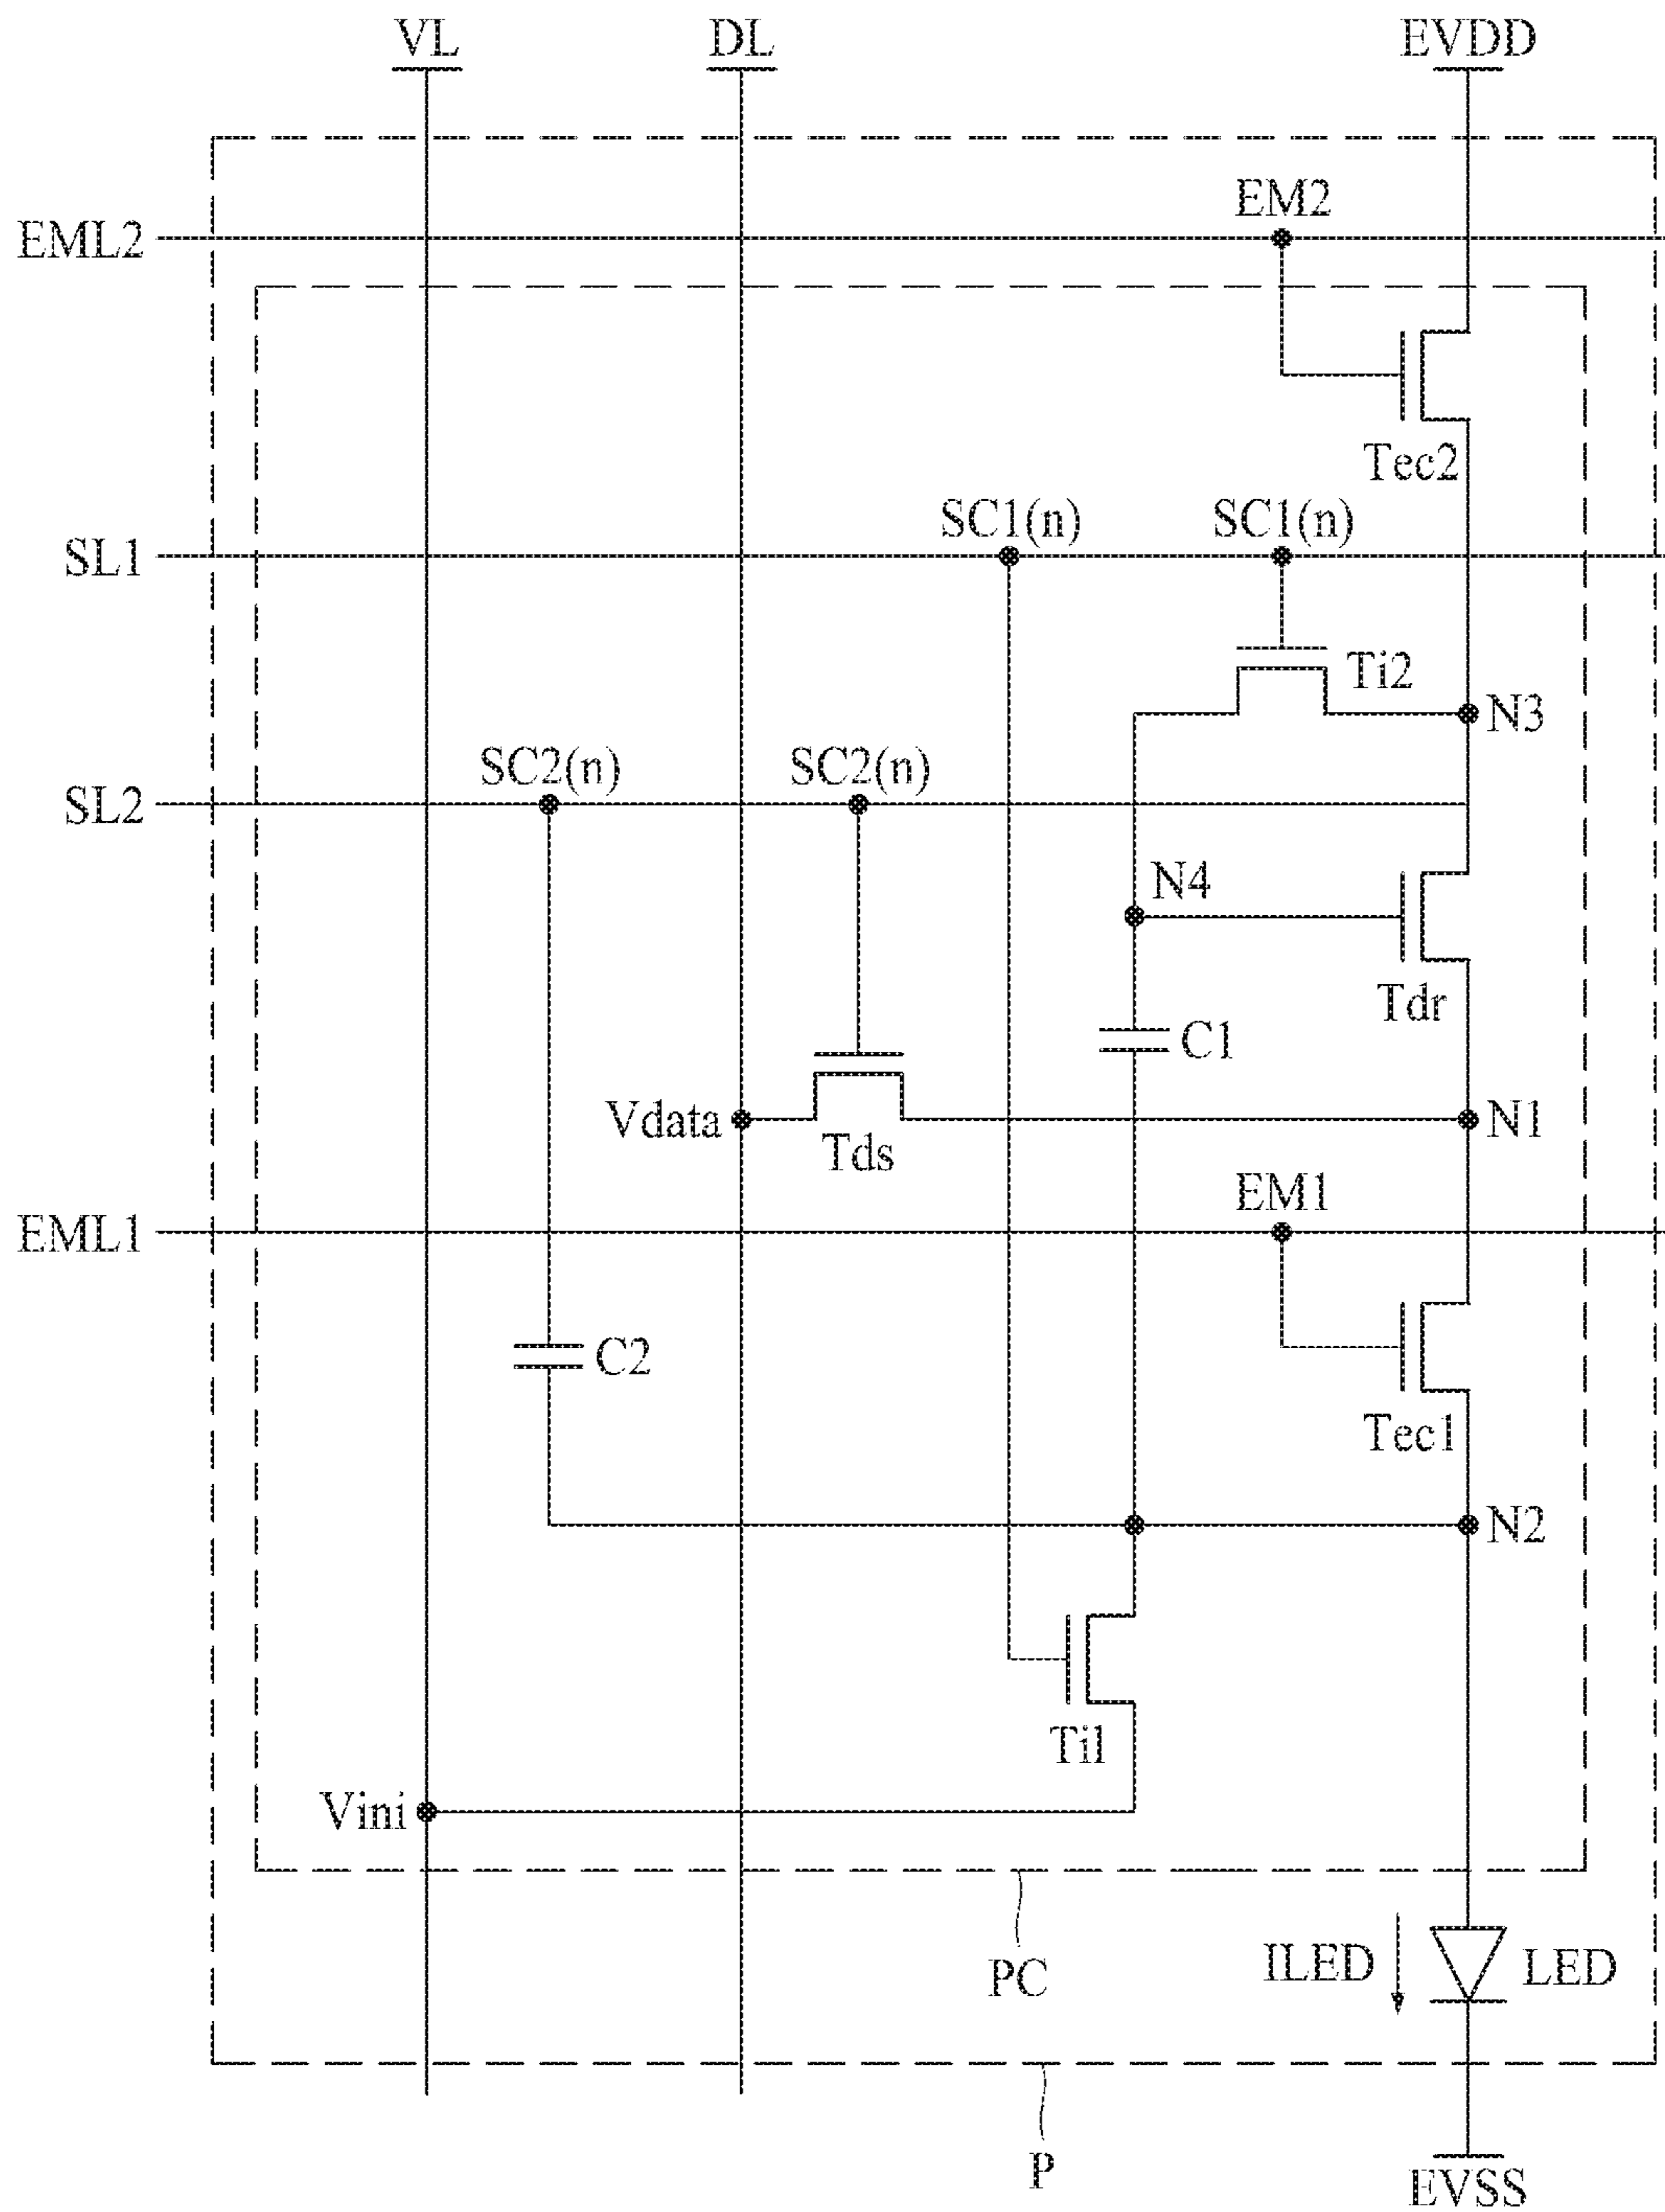 VL DL EVDD
EM2
EML2
Tec2
SC1(n) SC1(n)
SL1
Ti2
N3
SC2(n) SC2(n)
SL2
N4
Tdr
C1
Vdata
N1
Tds
EM1
EML1
C2
Tec1
N2
Ti1
Vini
ILED LED
PC
P
EVSS